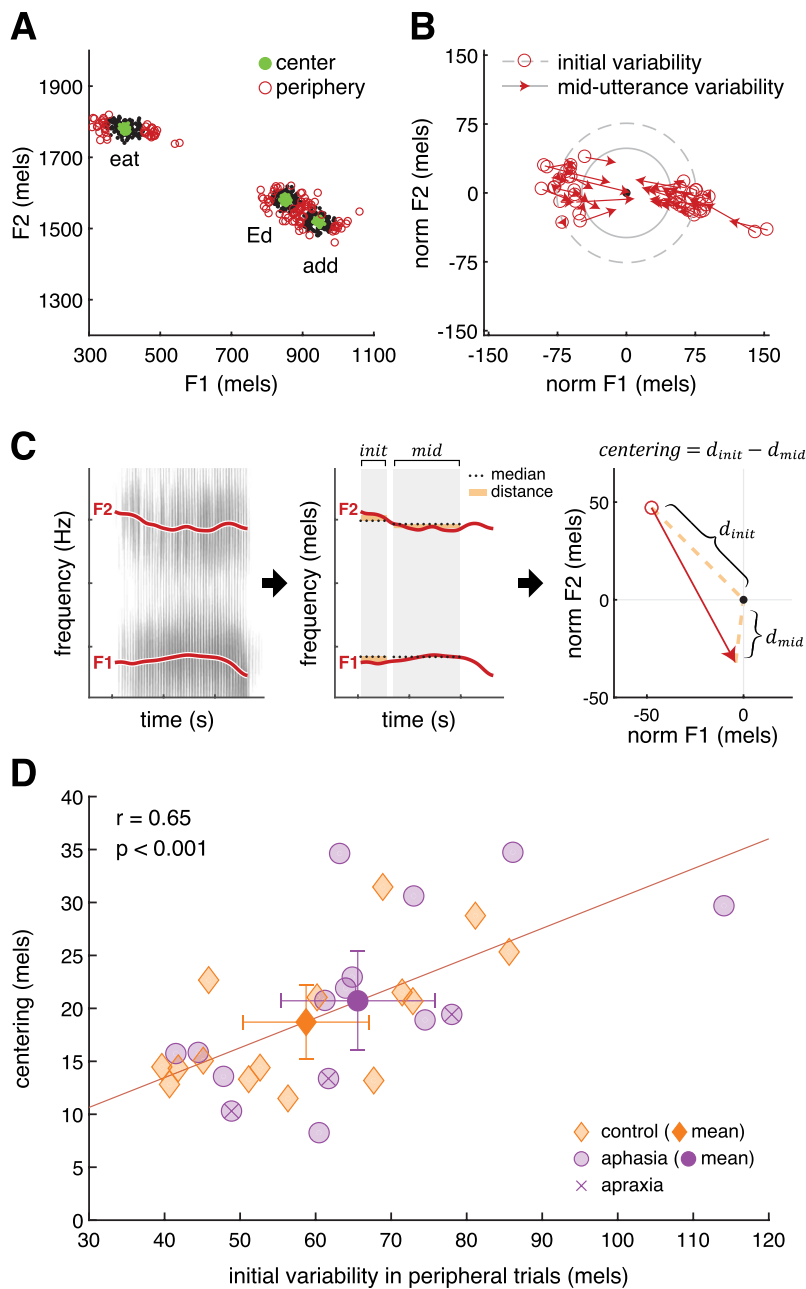 A
F2 (mels)
1900
1700
1500
1300
300 500 700 900 1100
F1 (mels)
center
periphery
eat
Ed
add
B
norm F2 (mels)
150
75
0
-75
-150
-150 -75 0 75 150
norm F1 (mels)
initial variability
mid-utterance variability
C
frequency (Hz)
F2
F1
time (s)
frequency (mels)
init mid
median
distance
F2
F1
time (s)
centering = d_init − d_mid
norm F2 (mels)
50
0
-50
d_init
d_mid
-50 0
norm F1 (mels)
D
r = 0.65
p < 0.001
centering (mels)
40
35
30
25
20
15
10
5
0
control ( mean)
aphasia ( mean)
apraxia
30 40 50 60 70 80 90 100 110 120
initial variability in peripheral trials (mels)